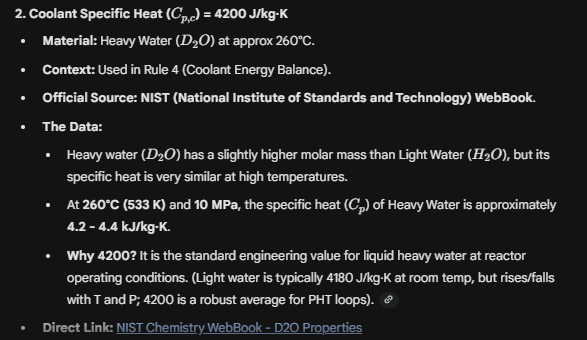 2. Coolant Specific Heat (C_{p,c}) = 4200 J/kg·K
• Material: Heavy Water (D₂O) at approx 260°C.
• Context: Used in Rule 4 (Coolant Energy Balance).
• Official Source: NIST (National Institute of Standards and Technology) WebBook.
• The Data:
• Heavy water (D₂O) has a slightly higher molar mass than Light Water (H₂O), but its
specific heat is very similar at high temperatures.
• At 260°C (533 K) and 10 MPa, the specific heat (Cₚ) of Heavy Water is approximately
4.2 - 4.4 kJ/kg·K.
• Why 4200? It is the standard engineering value for liquid heavy water at reactor
operating conditions. (Light water is typically 4180 J/kg·K at room temp, but rises/falls
with T and P; 4200 is a robust average for PHT loops).
• Direct Link: NIST Chemistry WebBook - D2O Properties